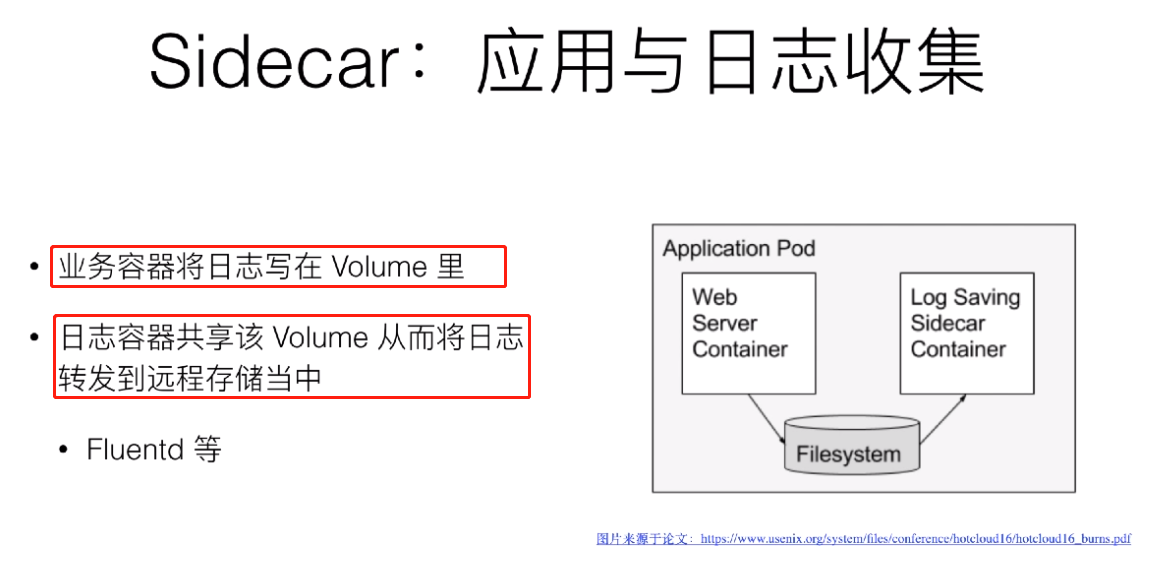 Sidecar：应用与日志收集
业务容器将日志写在 Volume 里
日志容器共享该 Volume 从而将日志
转发到远程存储当中
Fluentd 等
Application Pod
Web
Server
Container
Log Saving
Sidecar
Container
Filesystem
图片来源于论文：https://www.usenix.org/system/files/conference/hotcloud16/hotcloud16_burns.pdf